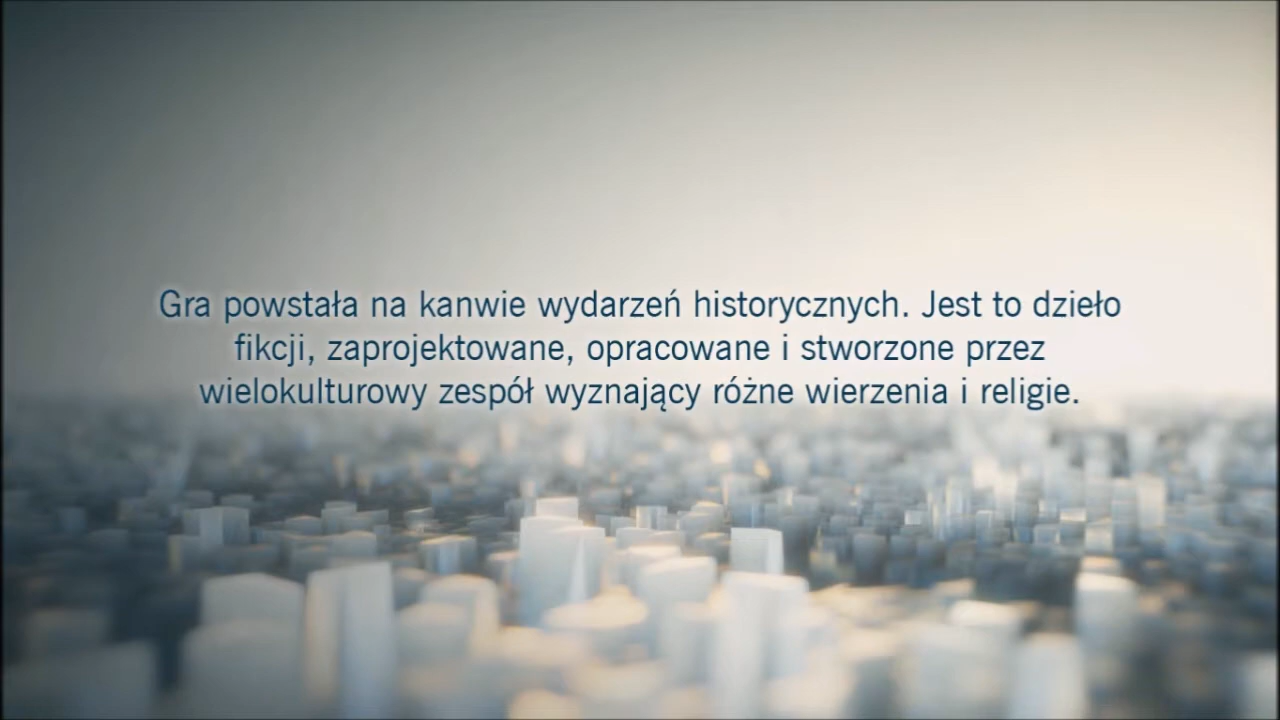 Gra powstała na kanwie wydarzeń historycznych. Jest to dzieło
fikcji, zaprojektowane, opracowane i stworzone przez
wielokulturowy zespół wyznający różne wierzenia i religie.